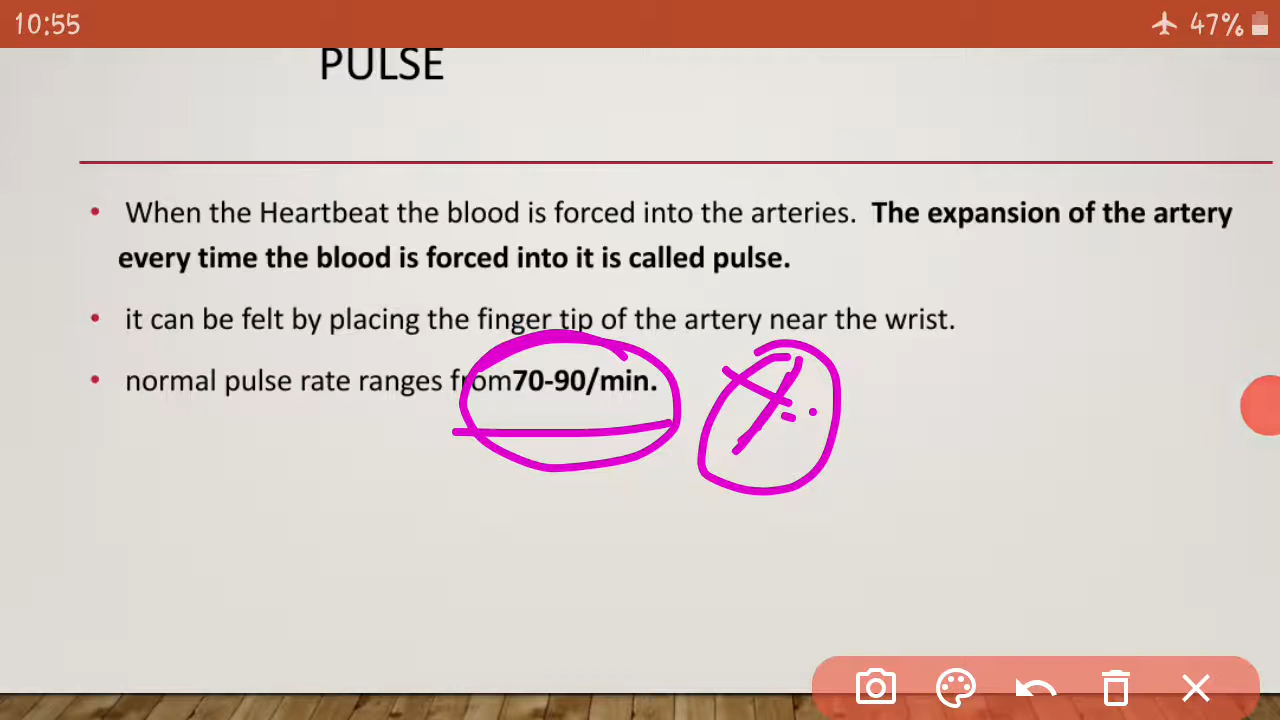 10:55
47%
PULSE
• When the Heartbeat the blood is forced into the arteries. The expansion of the artery
every time the blood is forced into it is called pulse.
• it can be felt by placing the finger tip of the artery near the wrist.
• normal pulse rate ranges from70-90/min.